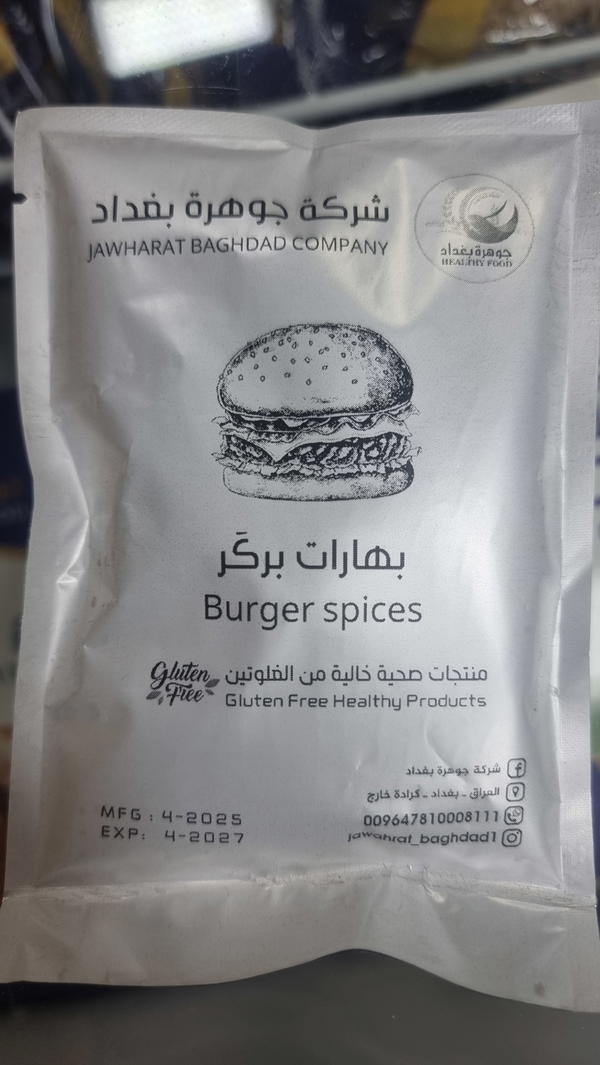 شركة جوهرة بغداد
JAWHARAT BAGHDAD COMPANY
جوهرة بغداد
HEALTHY FOOD
بهارات بركَر
Burger spices
Gluten
Free
منتجات صحية خالية من الغلوتين
Gluten Free Healthy Products
شركة جوهرة بغداد
العراق - بغداد - كرادة خارج
009647810008111
jawahrat_baghdad1
MFG : 4-2025
EXP: 4-2027